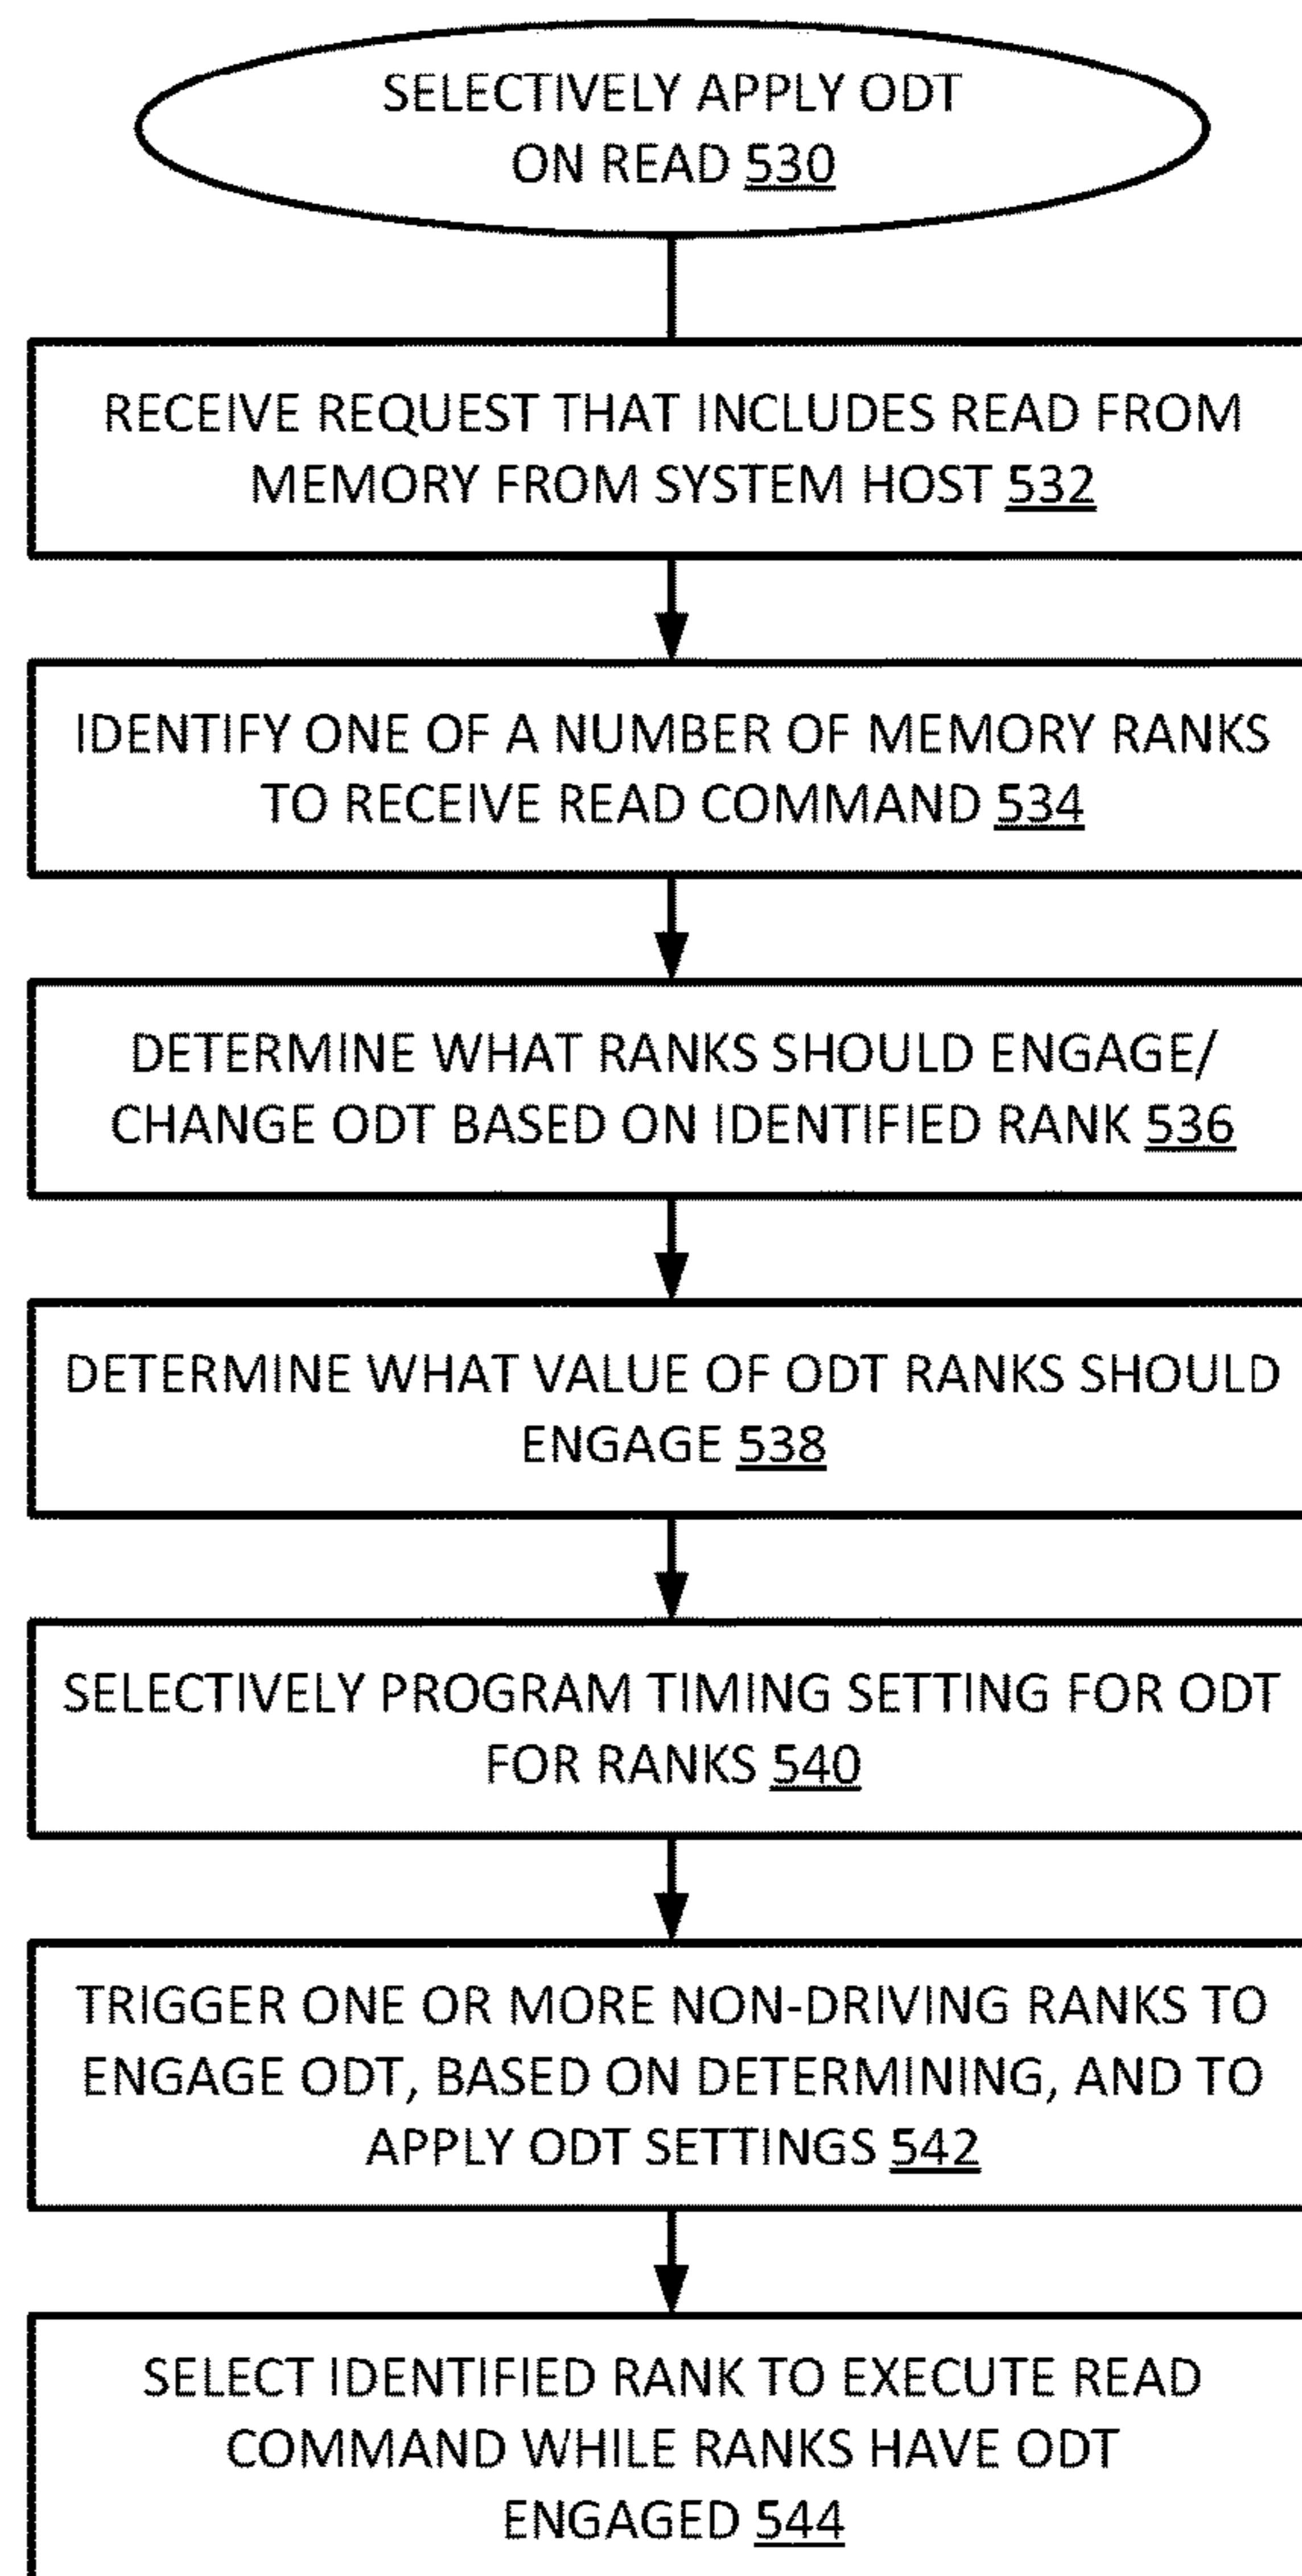 SELECTIVELY APPLY ODT
ON READ 530
RECEIVE REQUEST THAT INCLUDES READ FROM
MEMORY FROM SYSTEM HOST 532
IDENTIFY ONE OF A NUMBER OF MEMORY RANKS
TO RECEIVE READ COMMAND 534
DETERMINE WHAT RANKS SHOULD ENGAGE/
CHANGE ODT BASED ON IDENTIFIED RANK 536
DETERMINE WHAT VALUE OF ODT RANKS SHOULD
ENGAGE 538
SELECTIVELY PROGRAM TIMING SETTING FOR ODT
FOR RANKS 540
TRIGGER ONE OR MORE NON-DRIVING RANKS TO
ENGAGE ODT, BASED ON DETERMINING, AND TO
APPLY ODT SETTINGS 542
SELECT IDENTIFIED RANK TO EXECUTE READ
COMMAND WHILE RANKS HAVE ODT
ENGAGED 544